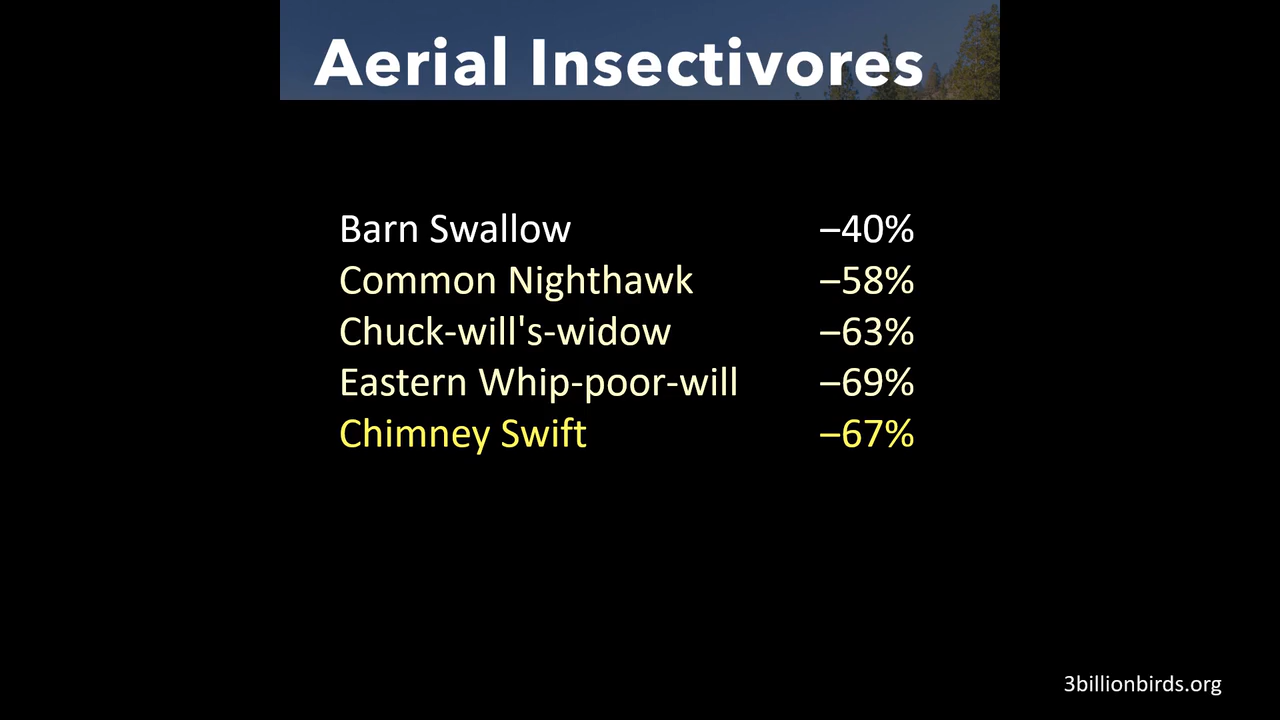 Aerial Insectivores
Barn Swallow –40%
Common Nighthawk –58%
Chuck-will's-widow –63%
Eastern Whip-poor-will –69%
Chimney Swift –67%
3billionbirds.org